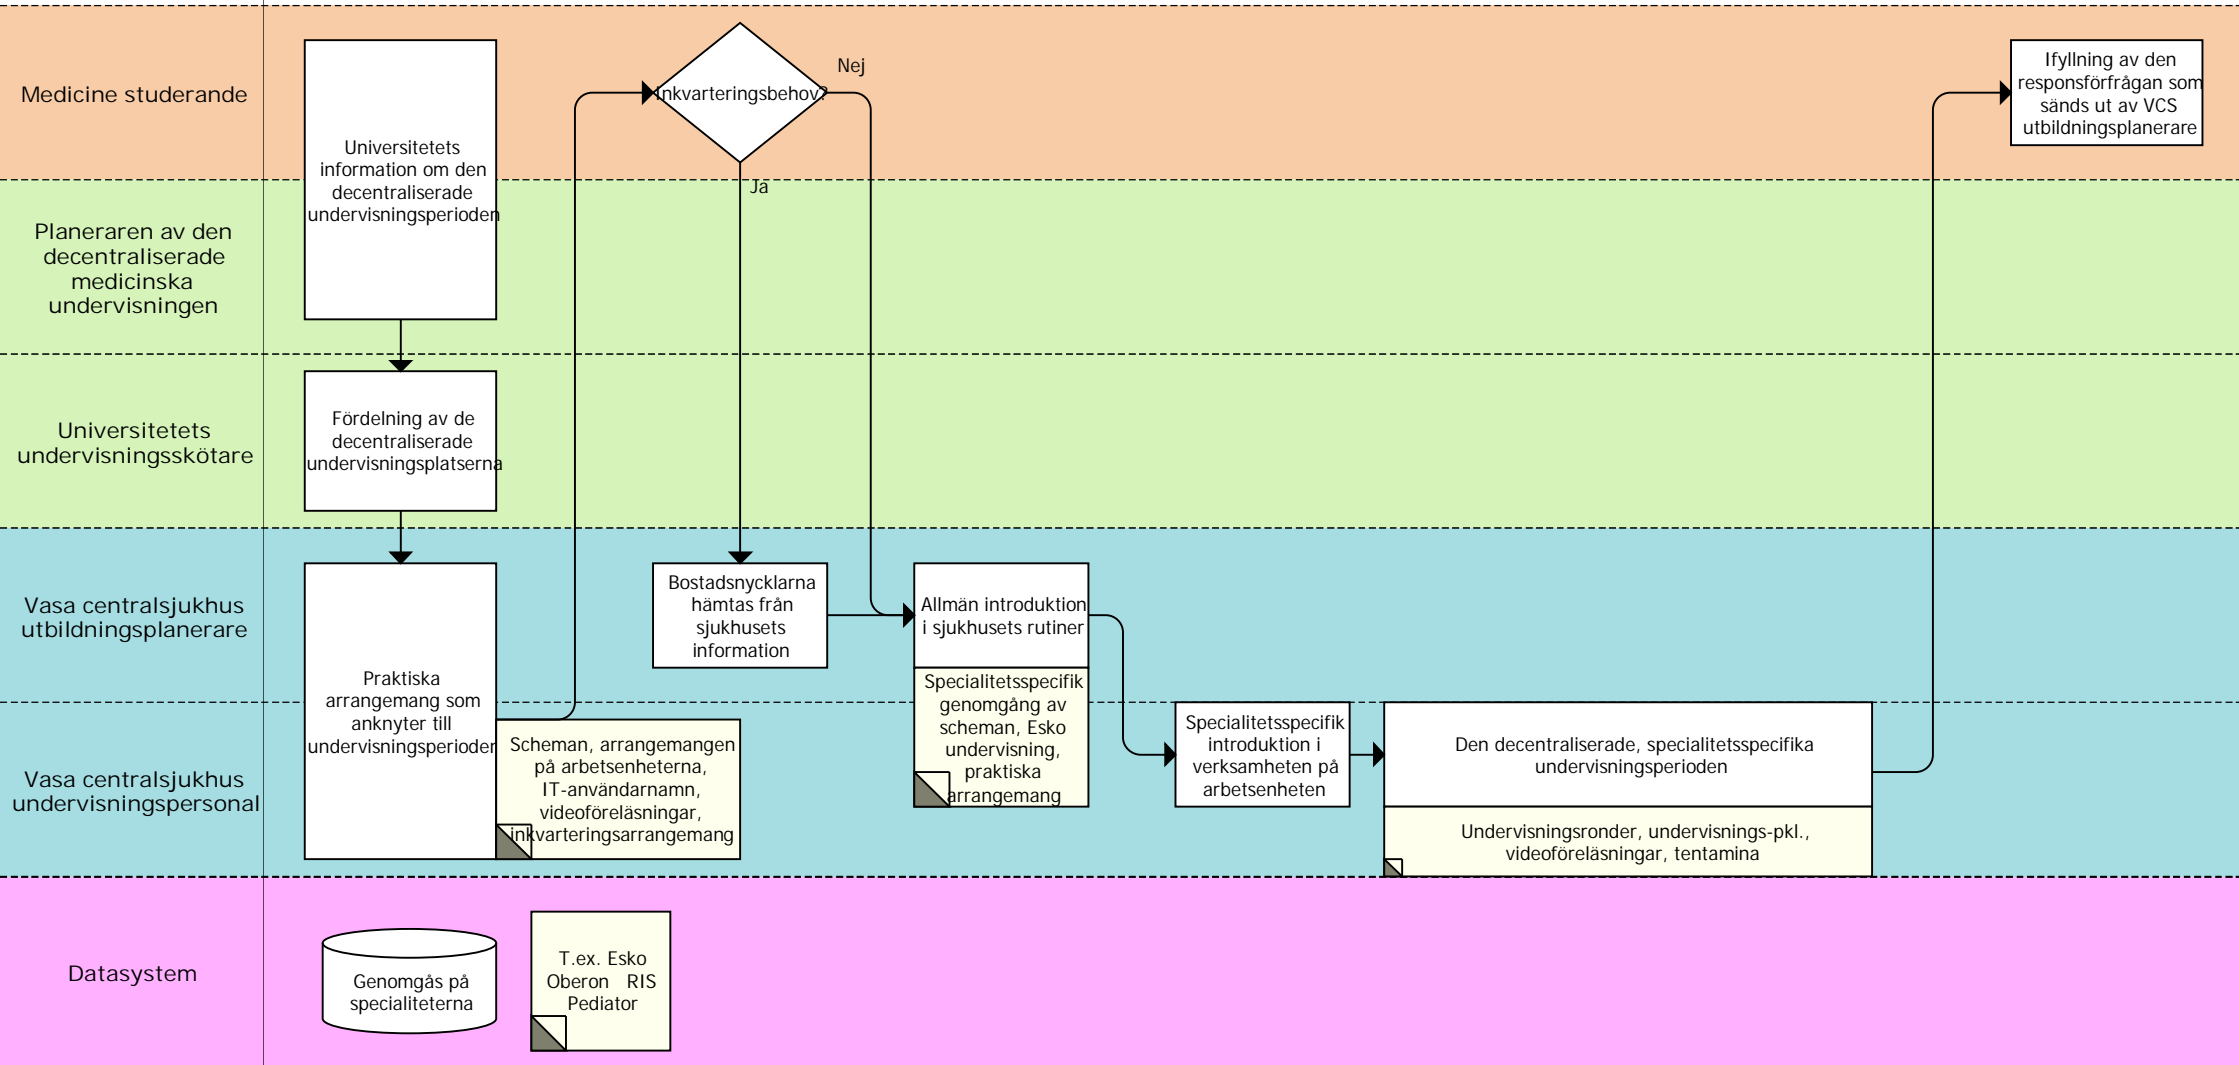 Medicine studerande
Universitetets
information om den
decentraliserade
undervisningsperioden
Inkvarteringsbehov?
Nej
Ja
Ifyllning av den
responsförfrågan som
sänds ut av VCS
utbildningsplanerare
Planeraren av den
decentraliserade
medicinska
undervisningen
Universitetets
undervisningsskötare
Fördelning av de
decentraliserade
undervisningsplatserna
Vasa centralsjukhus
utbildningsplanerare
Praktiska
arrangemang som
anknyter till
undervisningsperioden
Bostadsnycklarna
hämtas från
sjukhusets
information
Allmän introduktion
i sjukhusets rutiner
Specialitetsspecifik
genomgång av
scheman, Esko
undervisning,
praktiska
arrangemang
Vasa centralsjukhus
undervisningspersonal
Scheman, arrangemangen
på arbetsenheterna,
IT-användarnamn,
videoföreläsningar,
inkvarteringsarrangemang
Specialitetsspecifik
introduktion i
verksamheten på
arbetsenheten
Den decentraliserade, specialitetsspecifika
undervisningsperioden
Undervisningsronder, undervisnings-pkl.,
videoföreläsningar, tentamina
Datasystem
Genomgås på
specialiteterna
T.ex. Esko
Oberon RIS
Pediator